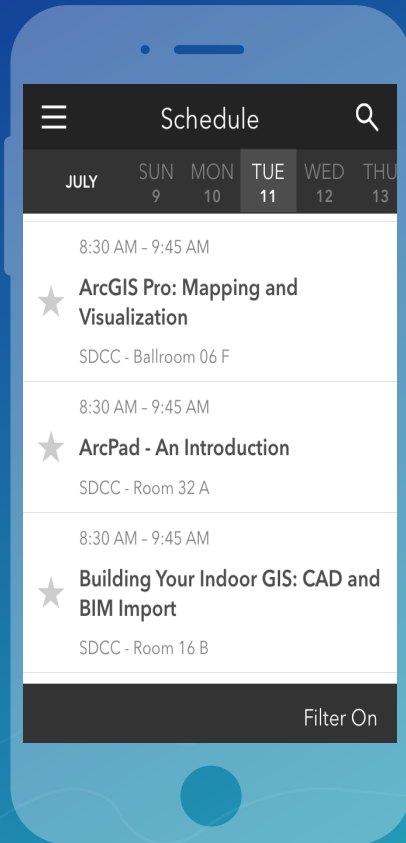 Schedule
JULY
SUN MON TUE WED THU
9 10 11 12 13
8:30 AM – 9:45 AM
ArcGIS Pro: Mapping and
Visualization
SDCC - Ballroom 06 F
8:30 AM – 9:45 AM
ArcPad - An Introduction
SDCC - Room 32 A
8:30 AM – 9:45 AM
Building Your Indoor GIS: CAD and
BIM Import
SDCC - Room 16 B
Filter On